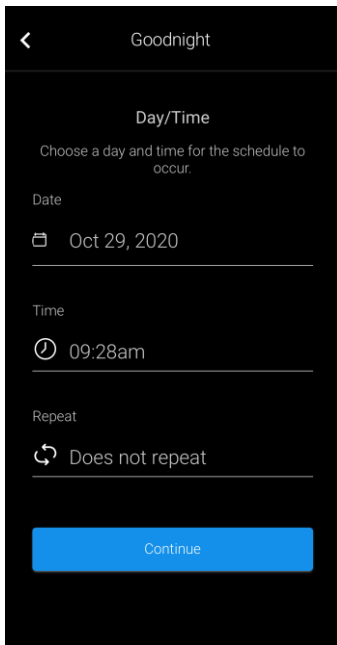 Goodnight
Day/Time
Choose a day and time for the schedule to
occur.
Date
Oct 29, 2020
Time
09:28am
Repeat
Does not repeat
Continue